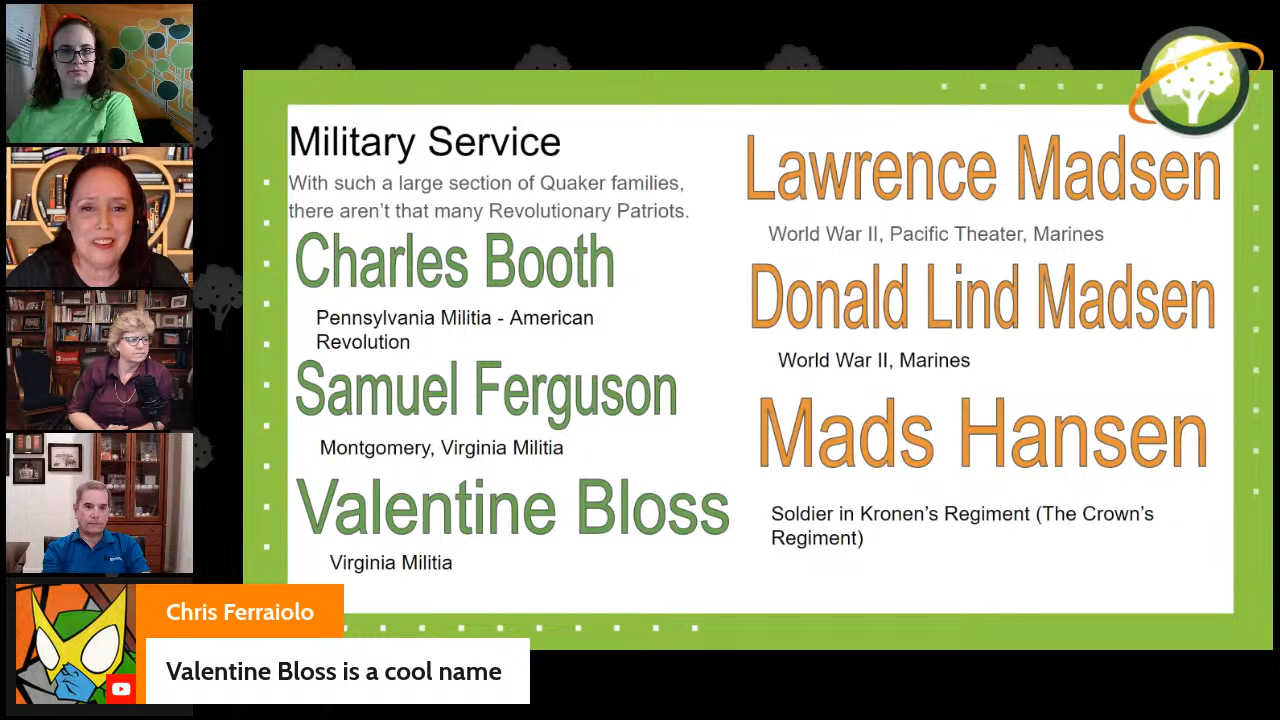 Military Service
With such a large section of Quaker families,
there aren't that many Revolutionary Patriots.
Charles Booth
Pennsylvania Militia - American
Revolution
Samuel Ferguson
Montgomery, Virginia Militia
Valentine Bloss
Virginia Militia
Lawrence Madsen
World War II, Pacific Theater, Marines
Donald Lind Madsen
World War II, Marines
Mads Hansen
Soldier in Kronen's Regiment (The Crown's
Regiment)
Chris Ferraiolo
Valentine Bloss is a cool name